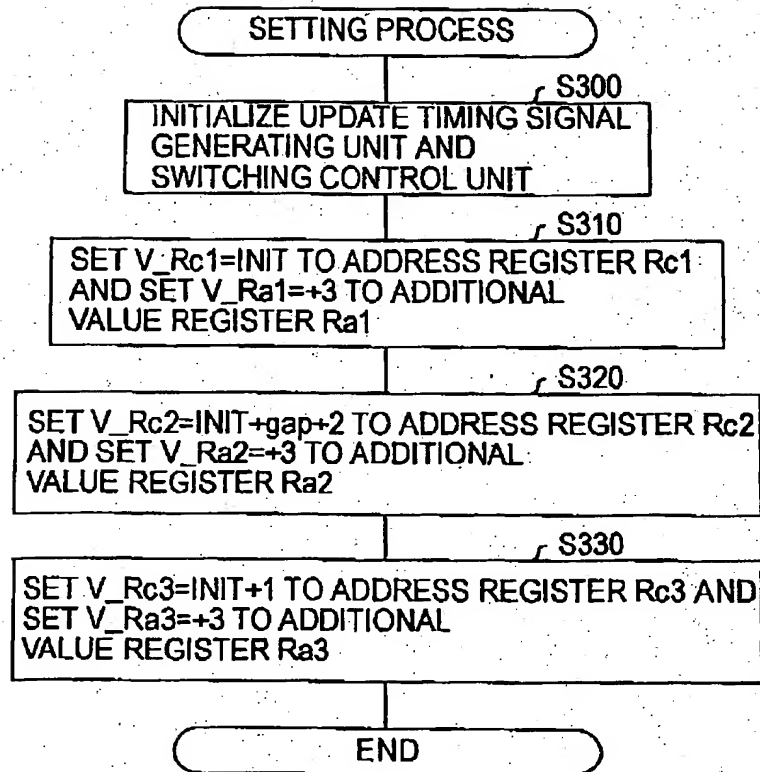 SETTING PROCESS
S300
INITIALIZE UPDATE TIMING SIGNAL
GENERATING UNIT AND
SWITCHING CONTROL UNIT
S310
SET V_Rc1=INIT TO ADDRESS REGISTER Rc1
AND SET V_Ra1=+3 TO ADDITIONAL
VALUE REGISTER Ra1
S320
SET V_Rc2=INIT+gap+2 TO ADDRESS REGISTER Rc2
AND SET V_Ra2=+3 TO ADDITIONAL
VALUE REGISTER Ra2
S330
SET V_Rc3=INIT+1 TO ADDRESS REGISTER Rc3 AND
SET V_Ra3=+3 TO ADDITIONAL
VALUE REGISTER Ra3
END